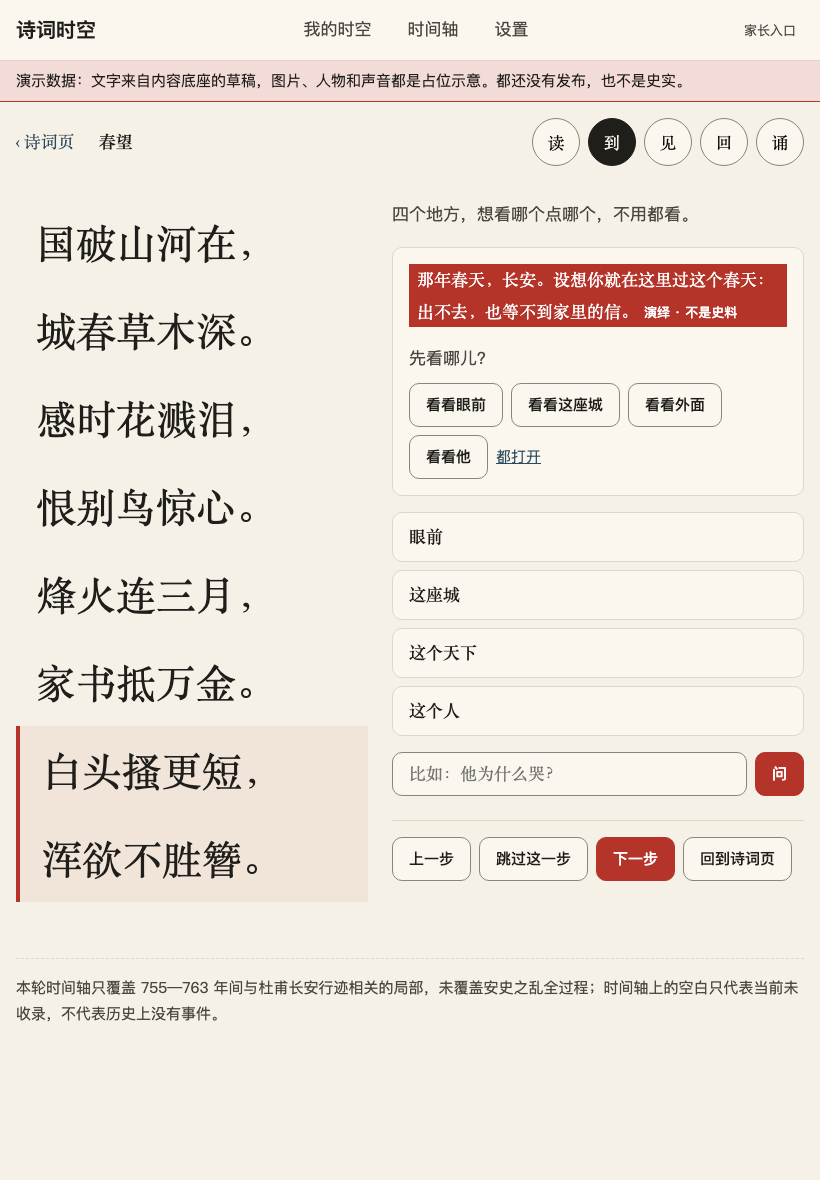 诗词时空 我的时空 时间轴 设置 家长入口
演示数据：文字来自内容底座的草稿，图片、人物和声音都是占位示意。都还没有发布，也不是史实。
‹ 诗词页 春望 读 到 见 回 诵
国破山河在，
城春草木深。
感时花溅泪，
恨别鸟惊心。
烽火连三月，
家书抵万金。
白头搔更短，
浑欲不胜簪。
四个地方，想看哪个点哪个，不用都看。
那年春天，长安。设想你就在这里过这个春天：
出不去，也等不到家里的信。 演绎 · 不是史料
先看哪儿？
看看眼前 看看这座城 看看外面
看看他 都打开
眼前
这座城
这个天下
这个人
比如：他为什么哭？ 问
上一步 跳过这一步 下一步 回到诗词页
本轮时间轴只覆盖 755—763 年间与杜甫长安行迹相关的局部，未覆盖安史之乱全过程；时间轴上的空白只代表当前未
收录，不代表历史上没有事件。